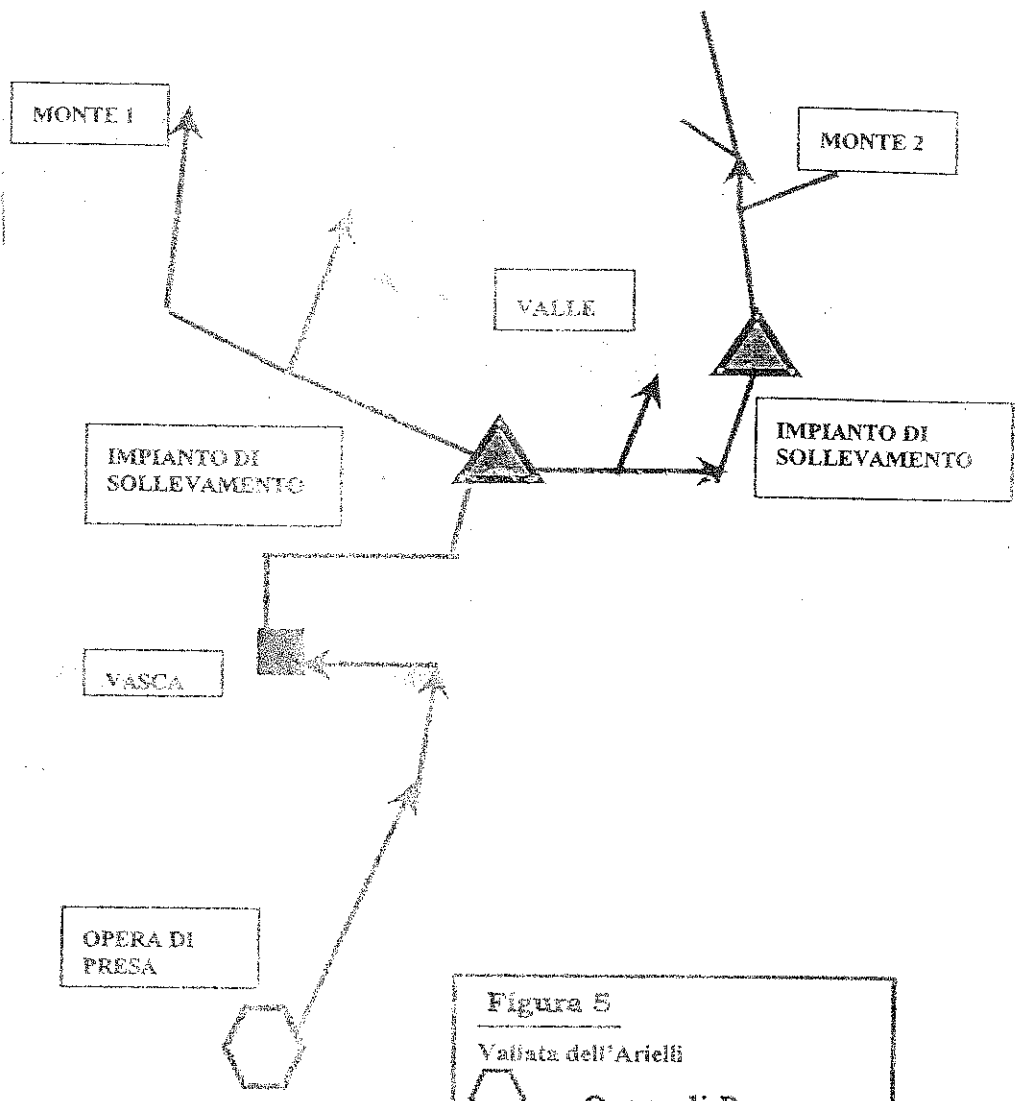 MONTE 1
MONTE 2
VALLE
IMPIANTO DI
SOLLEVAMENTO
IMPIANTO DI
SOLLEVAMENTO
VASCA
OPERA DI
PRESA
Figura 5
Vallata dell'Arielli